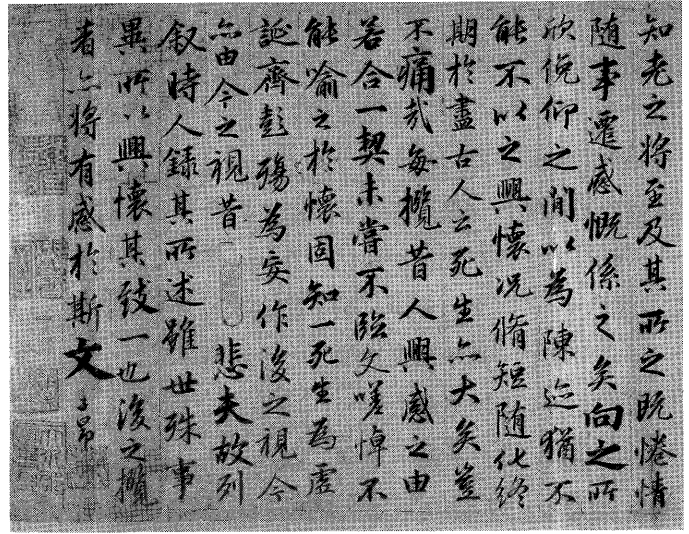 知老之將至及其所之既惓情
随事遷感慨係之矣向之所
欣俛仰之間以為陳迹猶不
能不以之興懷況脩短随化終
期於盡古人云死生亦大矣豈
不痛哉每攬昔人興感之由
若合一契未嘗不臨文嗟悼不
能喻之於懷固知一死生為虛
誕齊彭殤為妄作後之視今
亦由今之視昔 悲夫故列
叙時人錄其所述雖世殊事
異所以興懷其致一也後之攬
者亦将有感於斯文 子昂